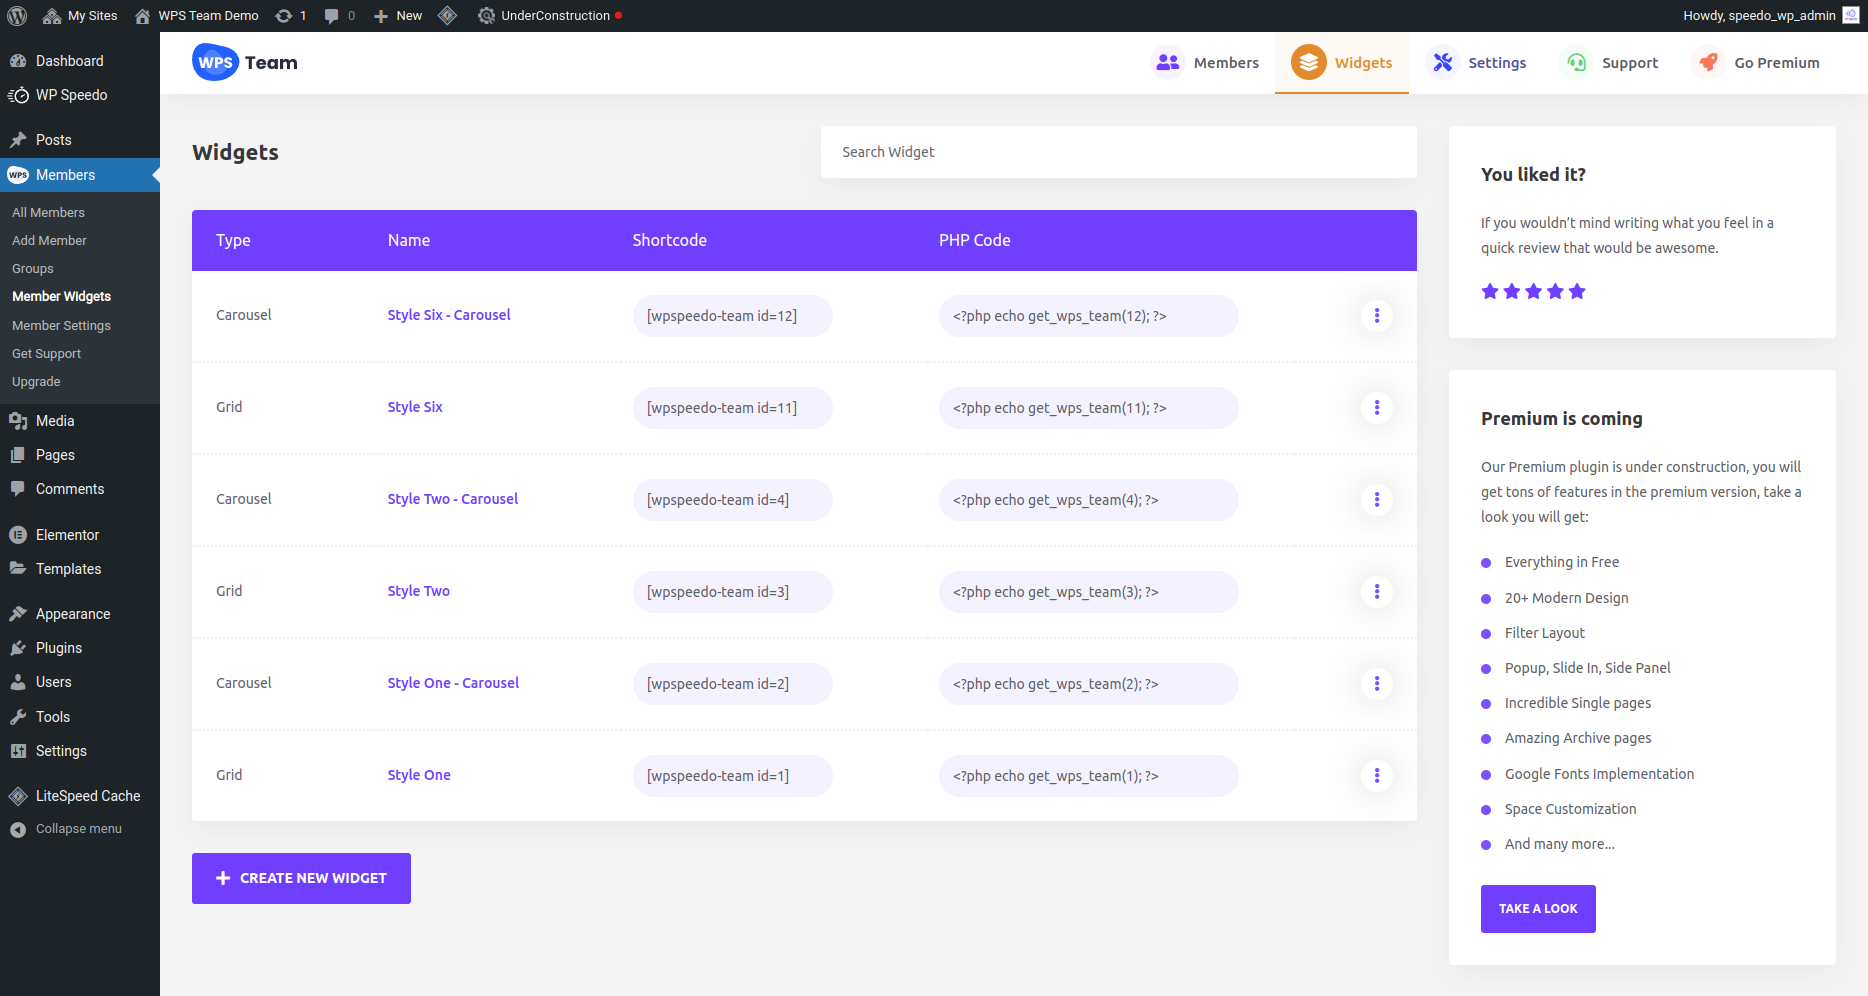 My Sites
WPS Team Demo
1
0
New
UnderConstruction
Howdy, speedo_wp_admin
Dashboard
WP Speedo
Posts
WPS Members
All Members
Add Member
Groups
Member Widgets
Member Settings
Get Support
Upgrade
Media
Pages
Comments
Elementor
Templates
Appearance
Plugins
Users
Tools
Settings
LiteSpeed Cache
Collapse menu
WPS Team
Members
Widgets
Settings
Support
Go Premium
Widgets
Search Widget
Type Name Shortcode PHP Code
Carousel Style Six - Carousel [wpspeedo-team id=12] <?php echo get_wps_team(12); ?>
Grid Style Six [wpspeedo-team id=11] <?php echo get_wps_team(11); ?>
Carousel Style Two - Carousel [wpspeedo-team id=4] <?php echo get_wps_team(4); ?>
Grid Style Two [wpspeedo-team id=3] <?php echo get_wps_team(3); ?>
Carousel Style One - Carousel [wpspeedo-team id=2] <?php echo get_wps_team(2); ?>
Grid Style One [wpspeedo-team id=1] <?php echo get_wps_team(1); ?>
CREATE NEW WIDGET
You liked it?
If you wouldn’t mind writing what you feel in a
quick review that would be awesome.
Premium is coming
Our Premium plugin is under construction, you will
get tons of features in the premium version, take a
look you will get:
Everything in Free
20+ Modern Design
Filter Layout
Popup, Slide In, Side Panel
Incredible Single pages
Amazing Archive pages
Google Fonts Implementation
Space Customization
And many more...
TAKE A LOOK